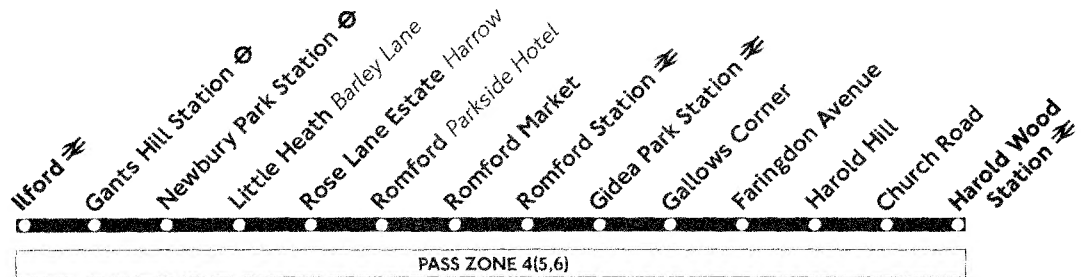 Ilford
Gants Hill Station
Newbury Park Station
Little Heath Barley Lane
Rose Lane Estate Harrow
Romford Parkside Hotel
Romford Market
Romford Station
Gidea Park Station
Gallows Corner
Faringdon Avenue
Harold Hill
Church Road
Harold Wood
Station
PASS ZONE 4(5,6)